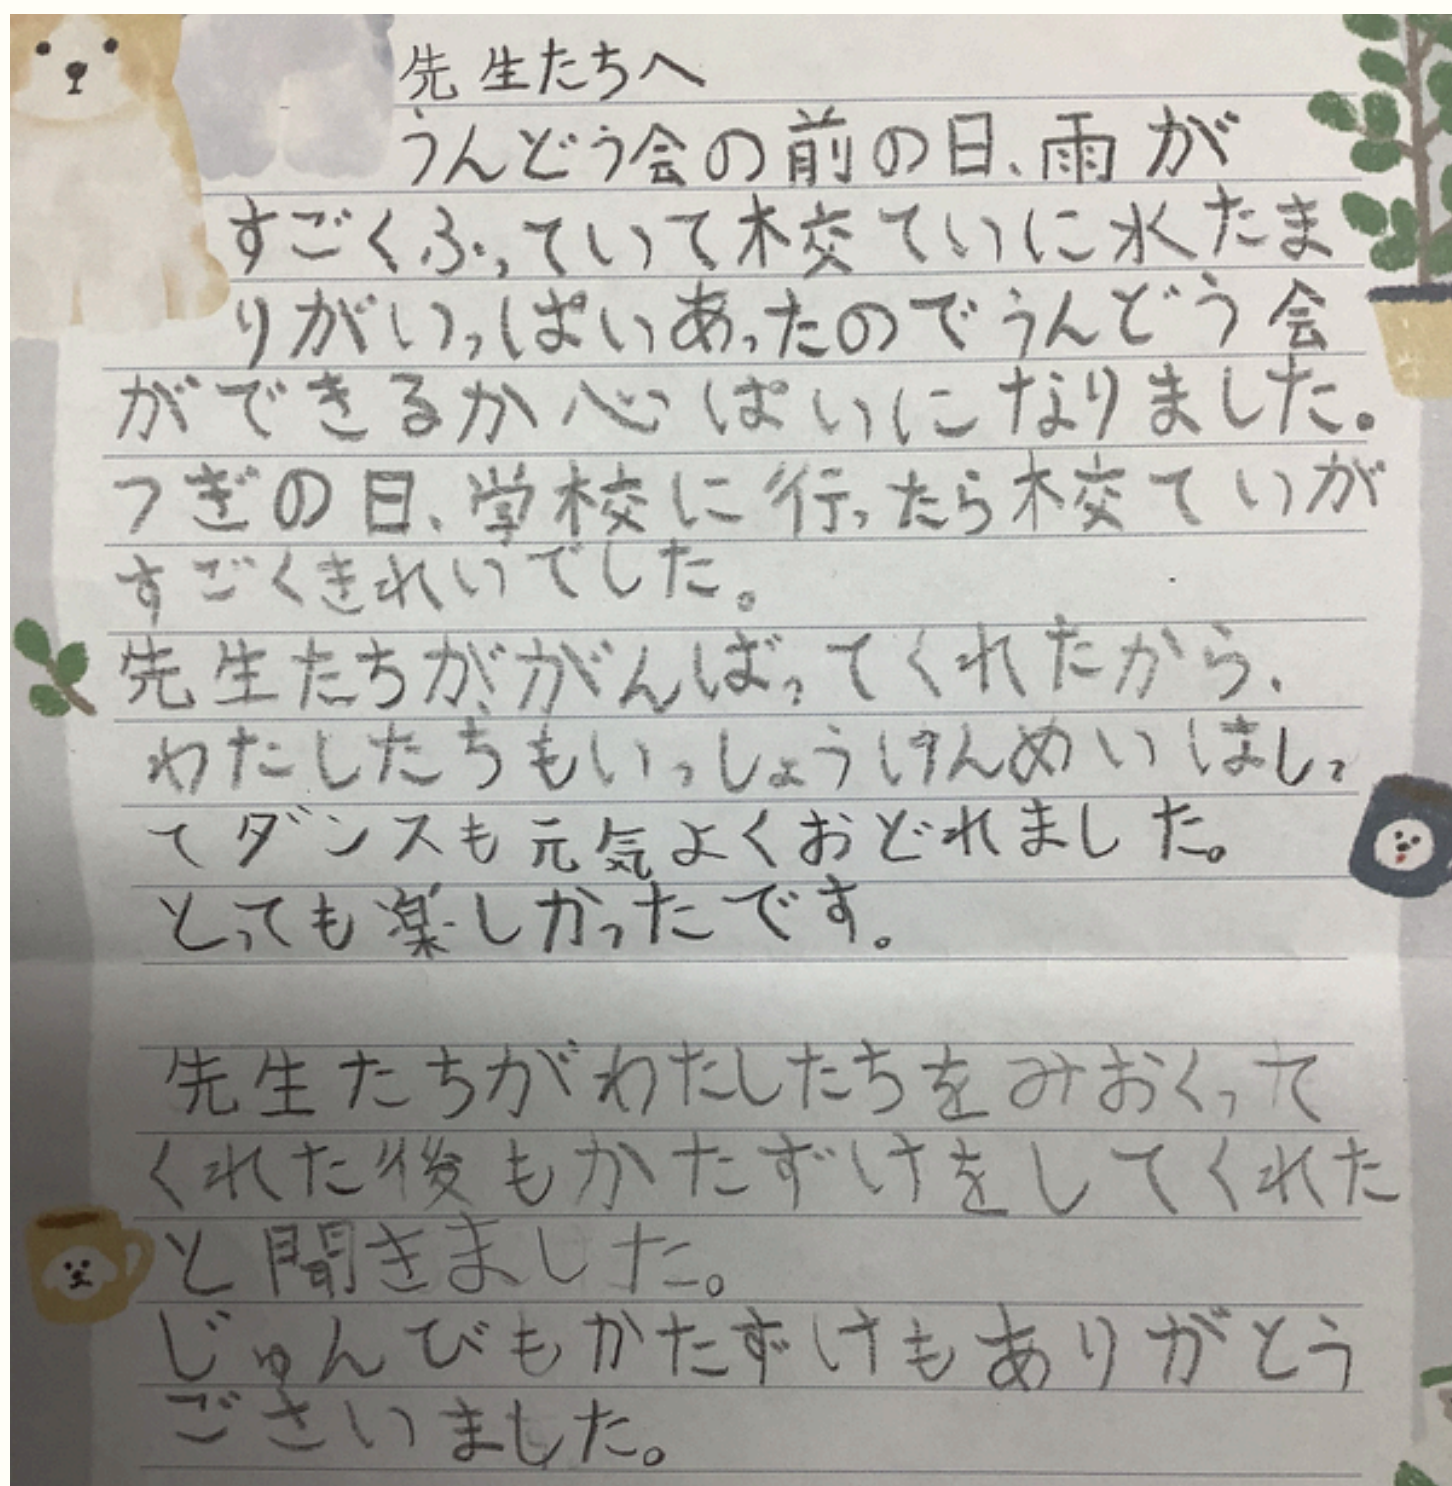 先生たちへ
うんどう会の前の日、雨が
すごくふっていて校ていに水たま
りがいっぱいあったのでうんどう会
ができるか心ぱいになりました。
つぎの日、学校に行ったら校ていが
すごくきれいでした。
先生たちが、がんばってくれたから、
わたしたちもいっしょうけんめいはしっ
てダンスも元気よくおどれました。
とっても楽しかったです。
先生たちがわたしたちをみおくって
くれた後もかたずけをしてくれた
と聞きました。
じゅんびもかたずけもありがとう
ごさいました。